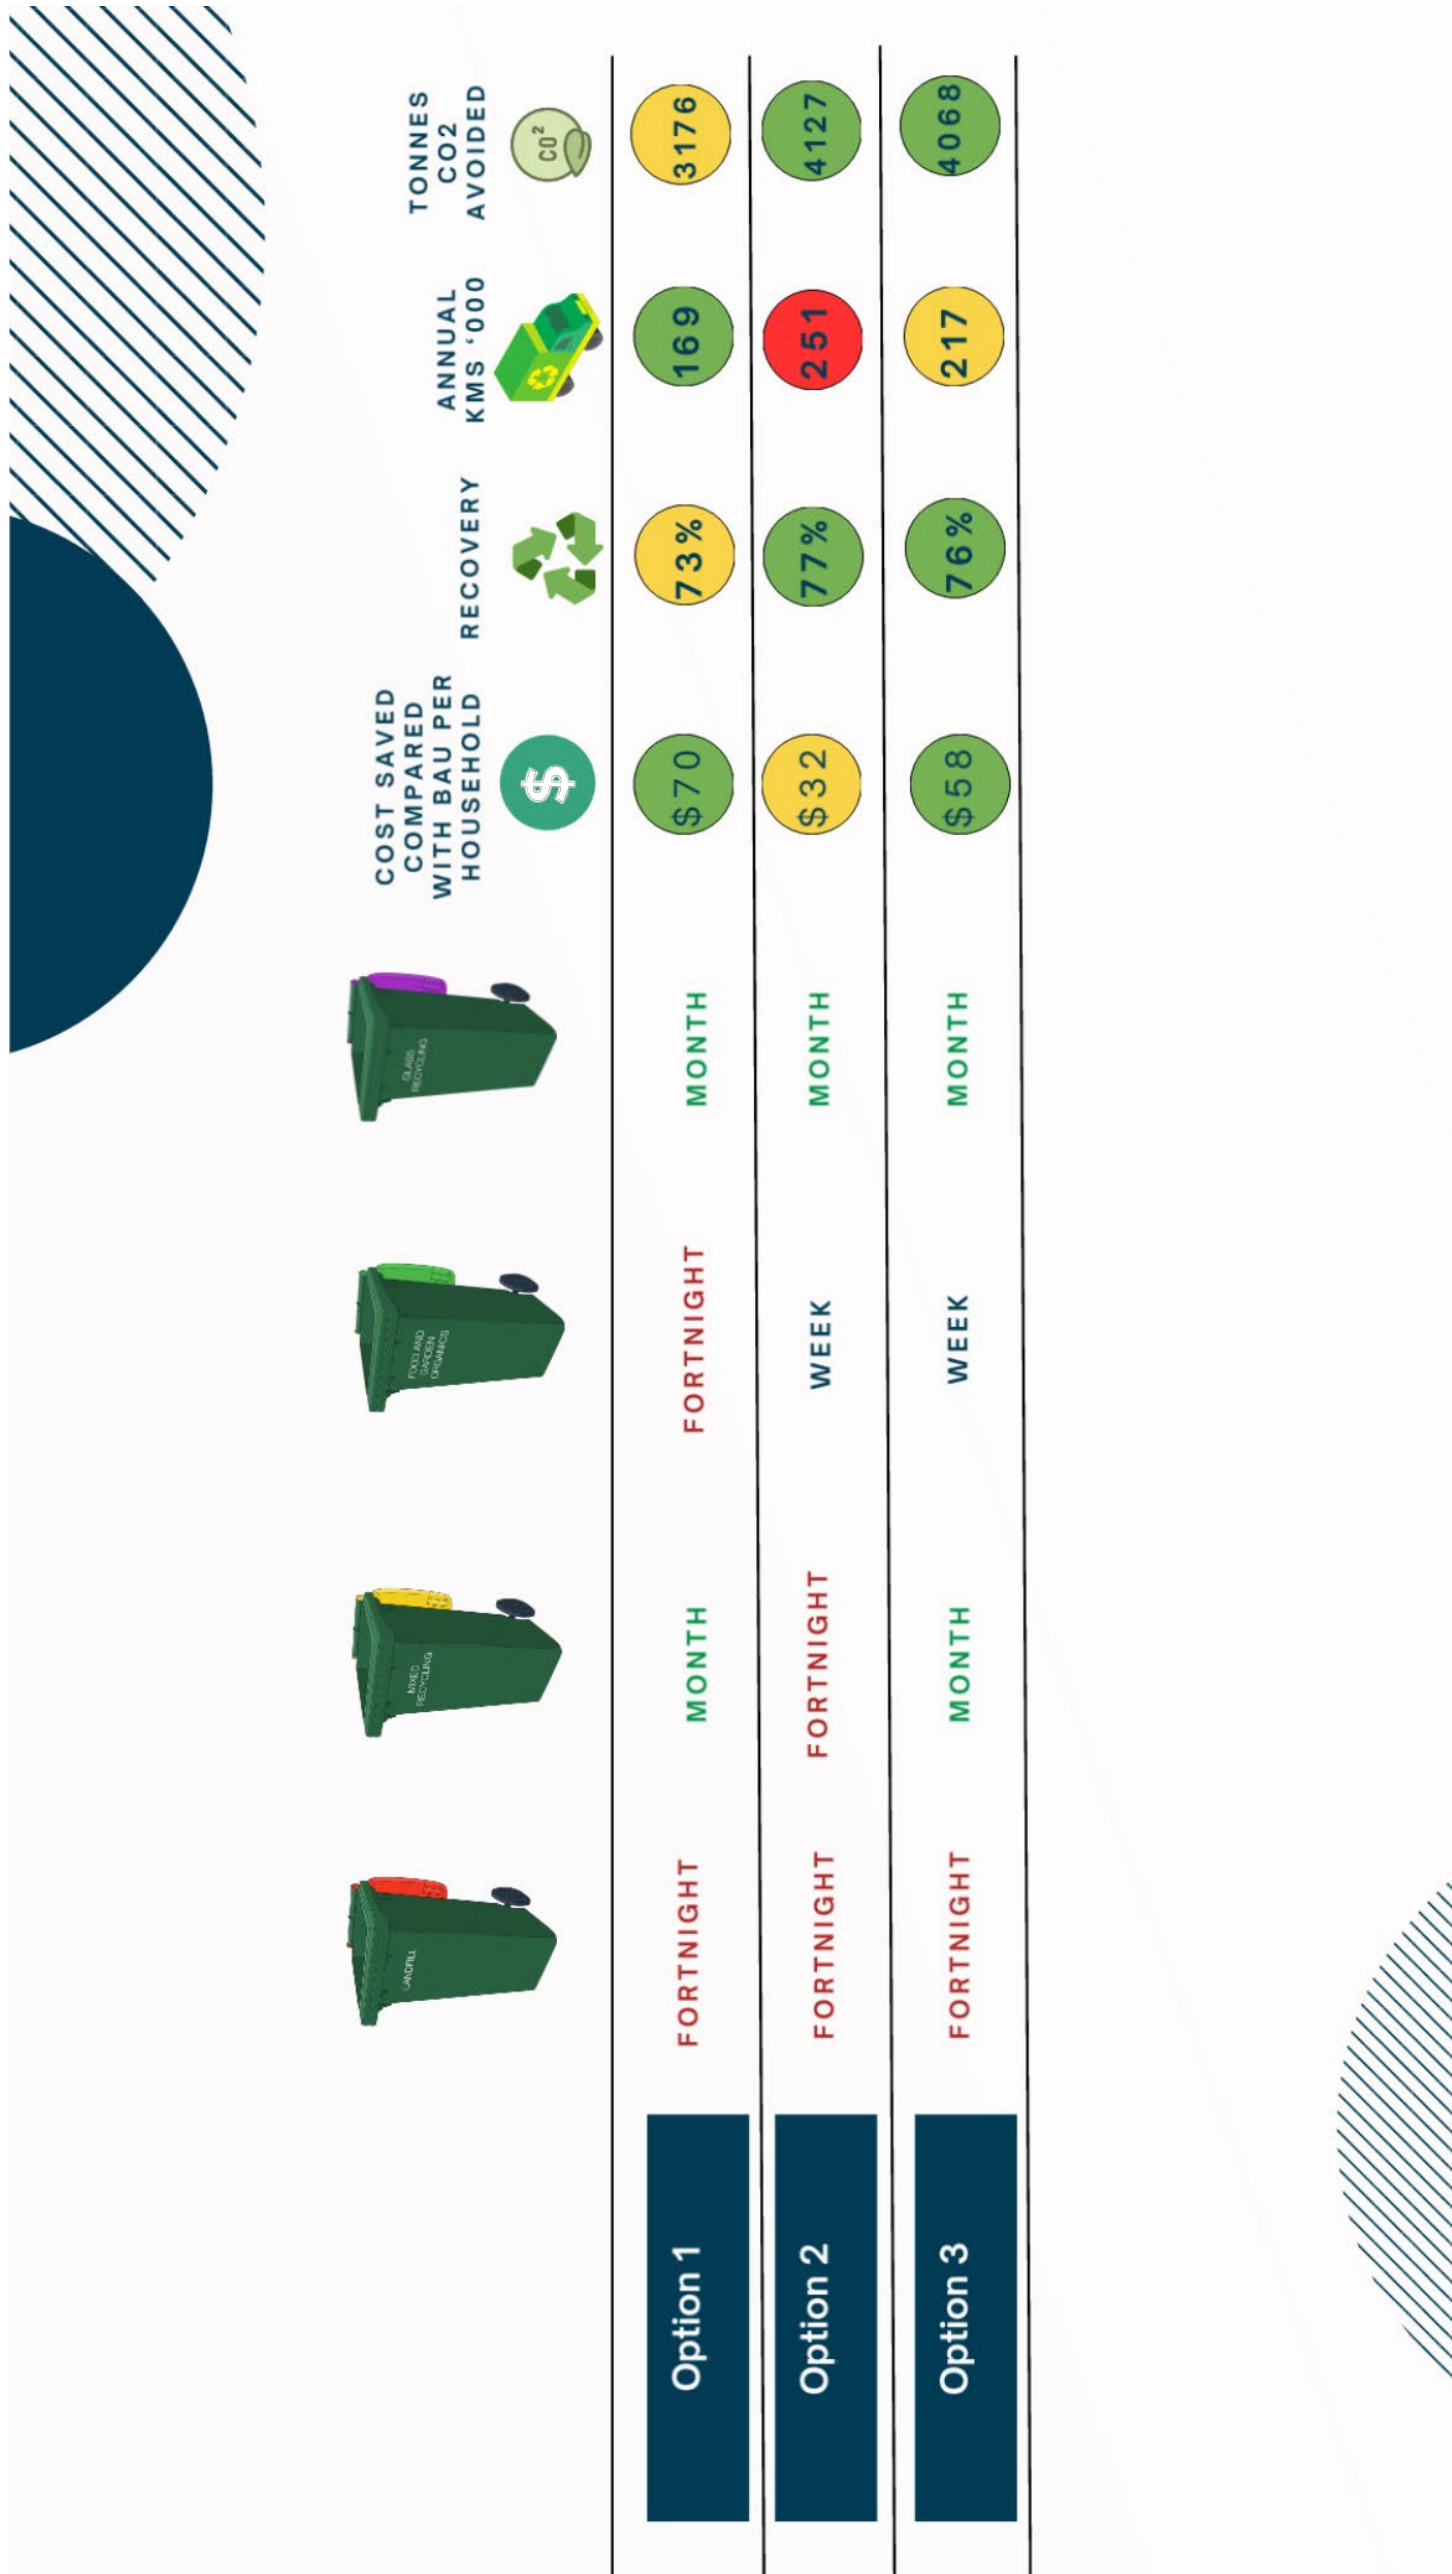 LANDFILL
MIXED
RECYCLING
FOOD AND
GARDEN
ORGANICS
GLASS
RECYCLING
COST SAVED
COMPARED
WITH BAU PER
HOUSEHOLD
$
RECOVERY
ANNUAL
KMS ‘000
TONNES
CO2
AVOIDED
CO²
Option 1 FORTNIGHT MONTH FORTNIGHT MONTH $70 73% 169 3176
Option 2 FORTNIGHT FORTNIGHT WEEK MONTH $32 77% 251 4127
Option 3 FORTNIGHT MONTH WEEK MONTH $58 76% 217 4068